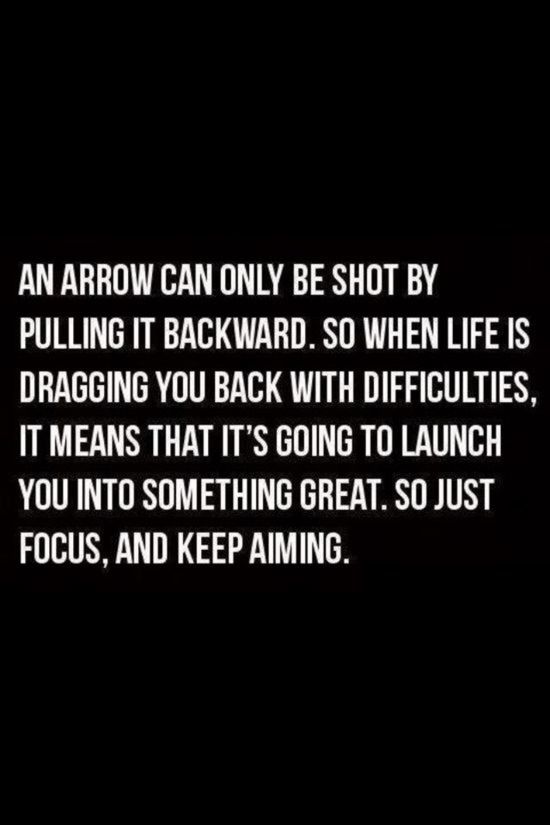 AN ARROW CAN ONLY BE SHOT BY
PULLING IT BACKWARD. SO WHEN LIFE IS
DRAGGING YOU BACK WITH DIFFICULTIES,
IT MEANS THAT IT'S GOING TO LAUNCH
YOU INTO SOMETHING GREAT. SO JUST
FOCUS, AND KEEP AIMING.